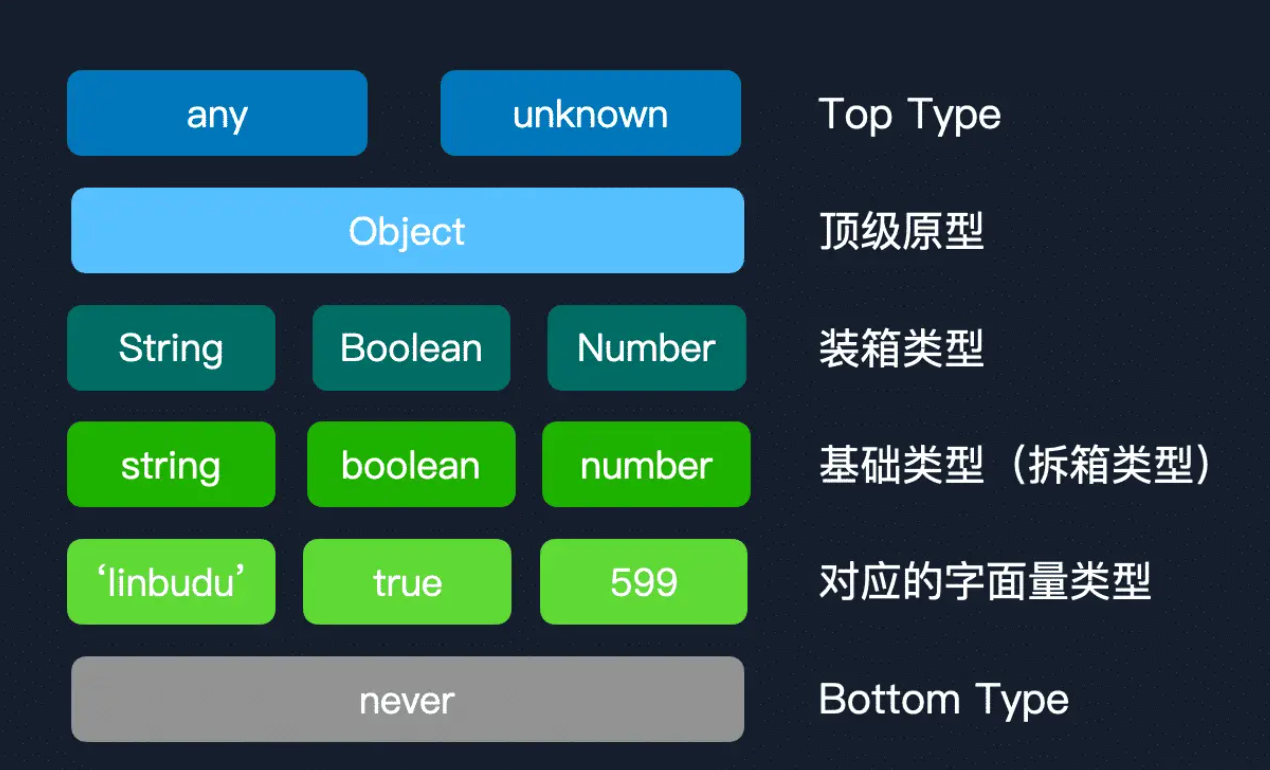 any unknown Top Type
Object 顶级原型
String Boolean Number 装箱类型
string boolean number 基础类型（拆箱类型）
‘linbudu’ true 599 对应的字面量类型
never Bottom Type